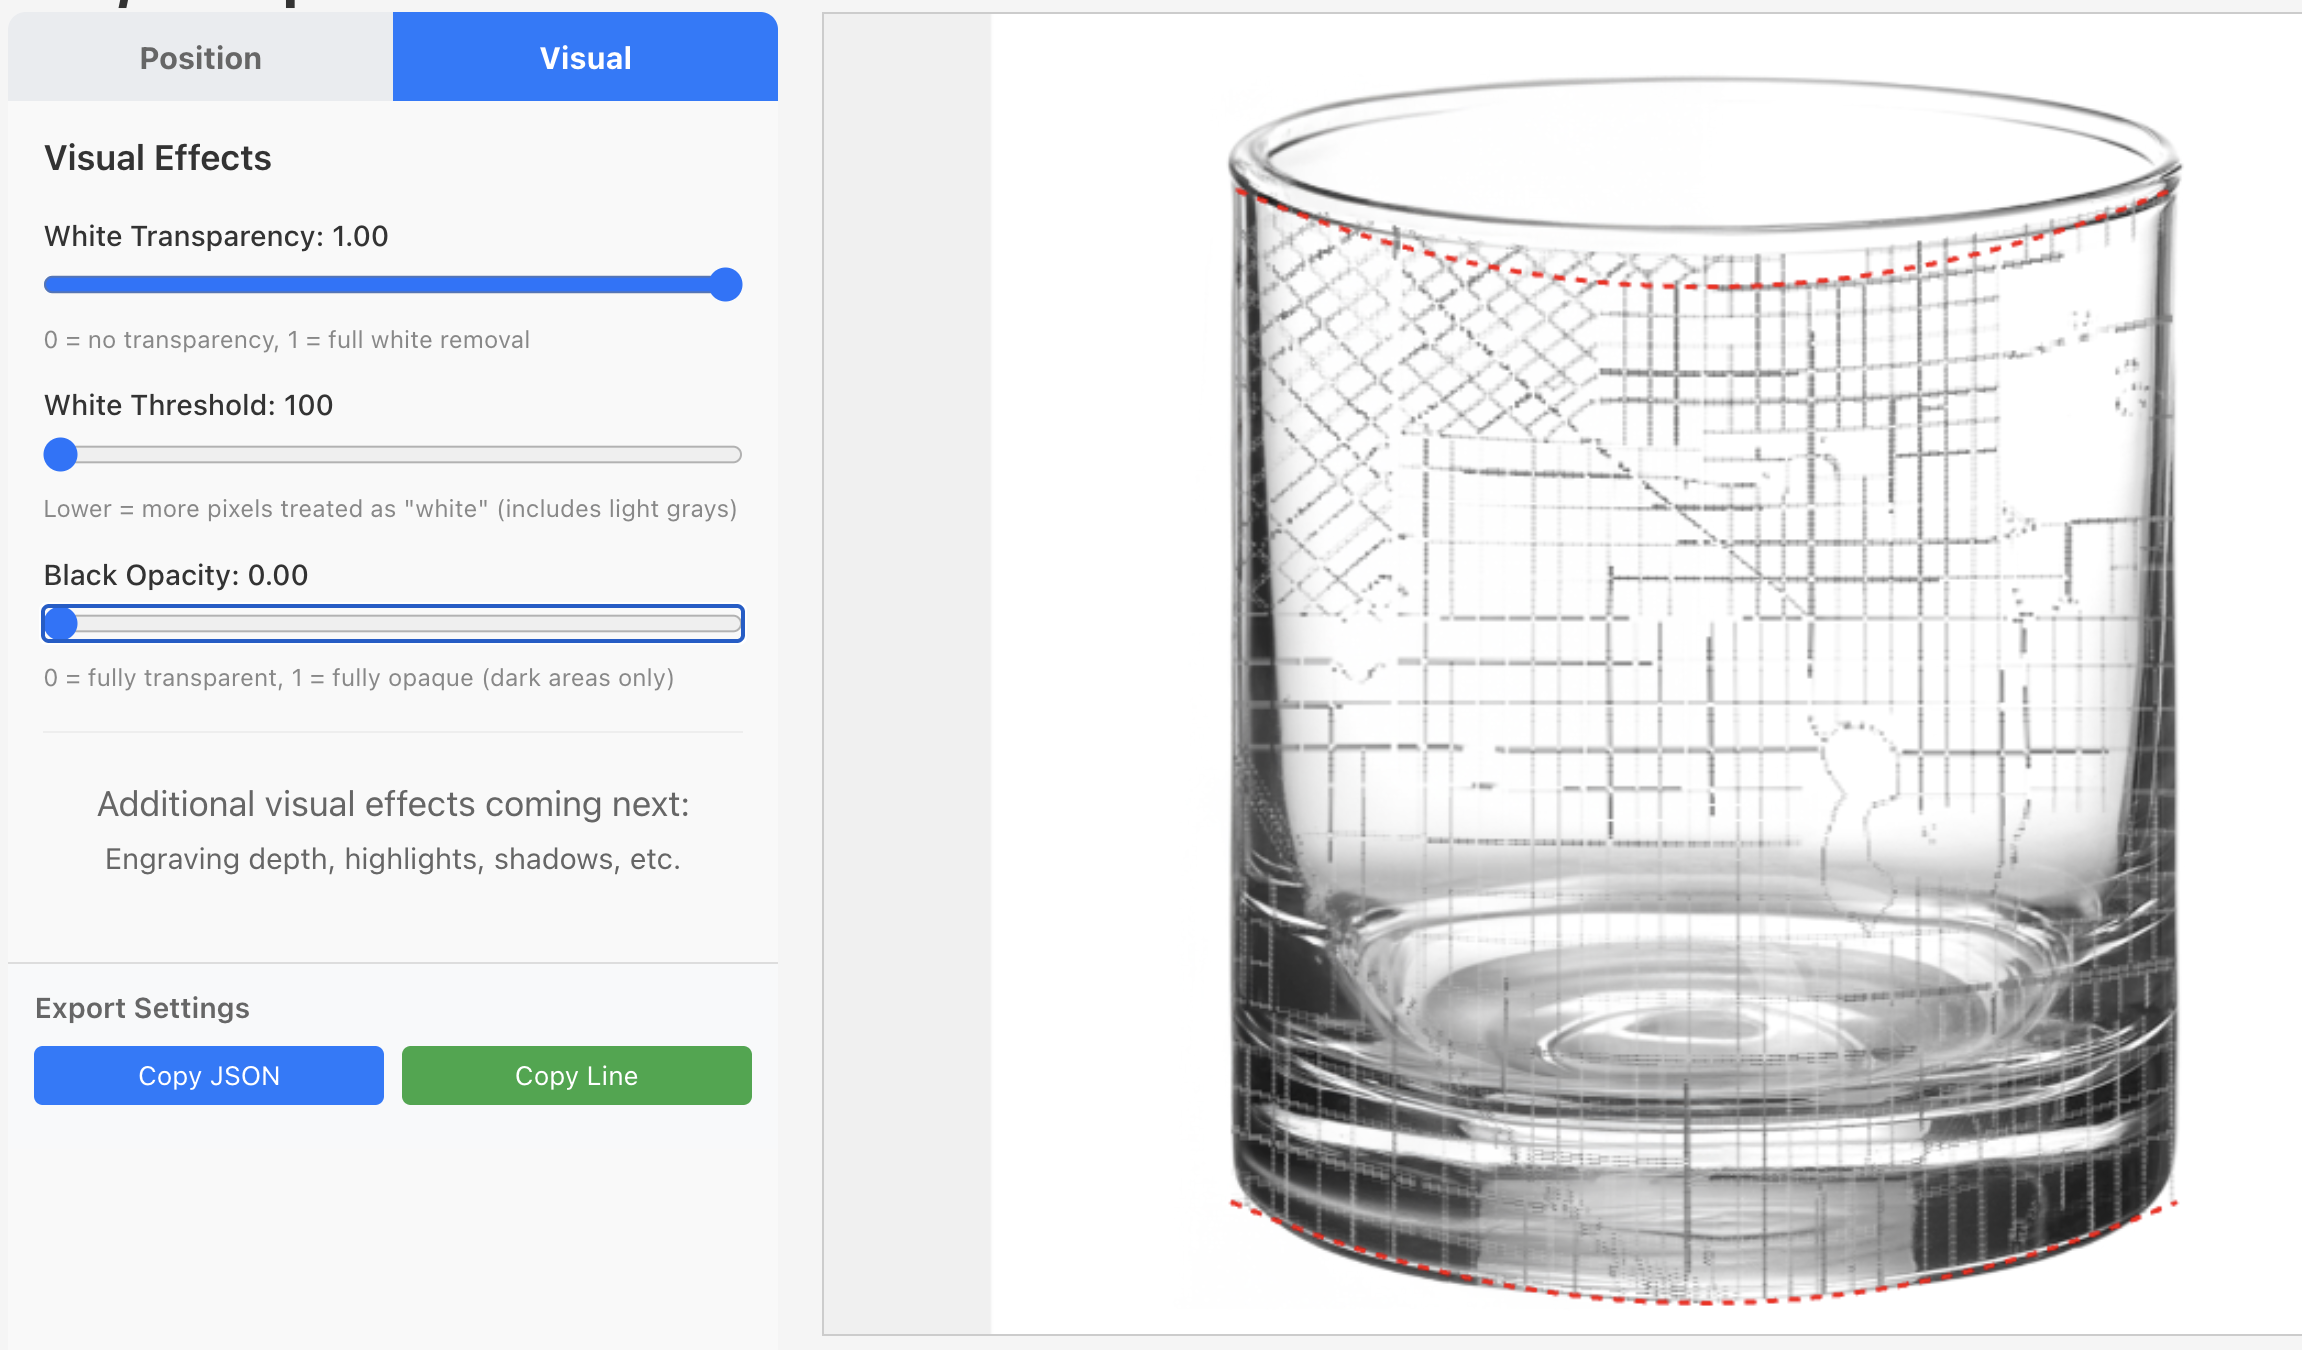 Position
Visual
Visual Effects
White Transparency: 1.00
0 = no transparency, 1 = full white removal
White Threshold: 100
Lower = more pixels treated as "white" (includes light grays)
Black Opacity: 0.00
0 = fully transparent, 1 = fully opaque (dark areas only)
Additional visual effects coming next:
Engraving depth, highlights, shadows, etc.
Export Settings
Copy JSON
Copy Line